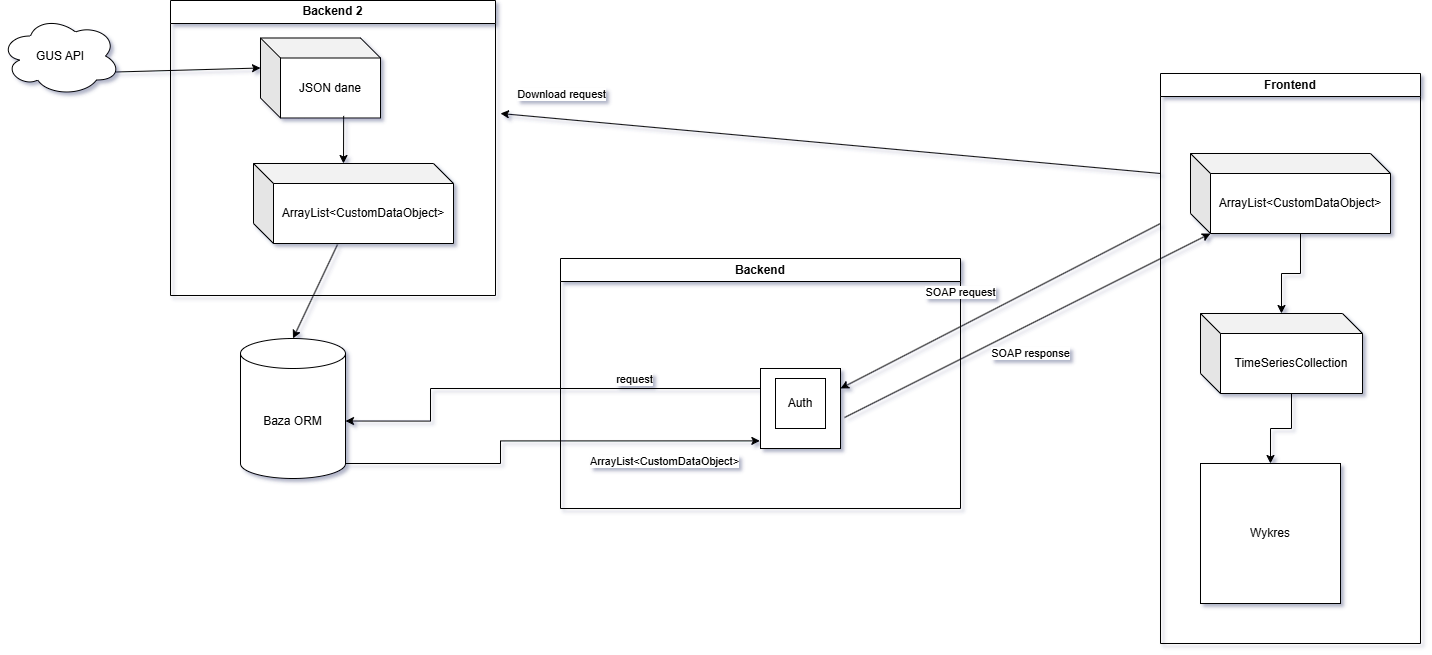 Backend 2
GUS API
JSON dane
Download request
Frontend
ArrayList<CustomDataObject>
ArrayList<CustomDataObject>
Backend
SOAP request
SOAP response
TimeSeriesCollection
request
Auth
Baza ORM
ArrayList<CustomDataObject>
Wykres